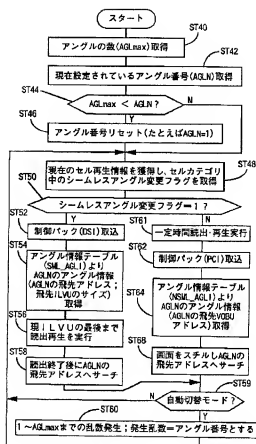 スタート
ST40
アングルの数(AGLmax)取得
ST42
現在設定されているアングル番号(AGLN)取得
ST44
AGLmax < AGLN ?
N
Y
ST46
アングル番号リセット(たとえばAGLN=1)
現在のセル再生情報を獲得し、セルカテゴリ
中のシームレスアングル変更フラグを取得
ST48
ST50
シームレスアングル変更フラグ=1 ?
Y
N
ST52
制御パック(DSI)取込
ST61
一定時間読出・再生実行
ST54
アングル情報テーブル
(SML_AGLI)より
AGLNのアングル情報
(AGLNの飛先アドレス;
飛先ILVUのサイズ)
取得
ST62
制御パック(PCI)取込
ST64
アングル情報テーブル
(NSML_AGLI)より
AGLNのアングル情報
(AGLNの飛先VOBU
アドレス)取得
ST56
現ILVUの最後まで
読出再生を実行
ST68
画面をスチルしAGLNの
飛先アドレスへサーチ
ST58
読出終了後にAGLNの
飛先アドレスへサーチ
ST59
自動切替モード?
N
Y
ST60
1~AGLmaxまでの乱数発生;発生乱数=アングル番号とする